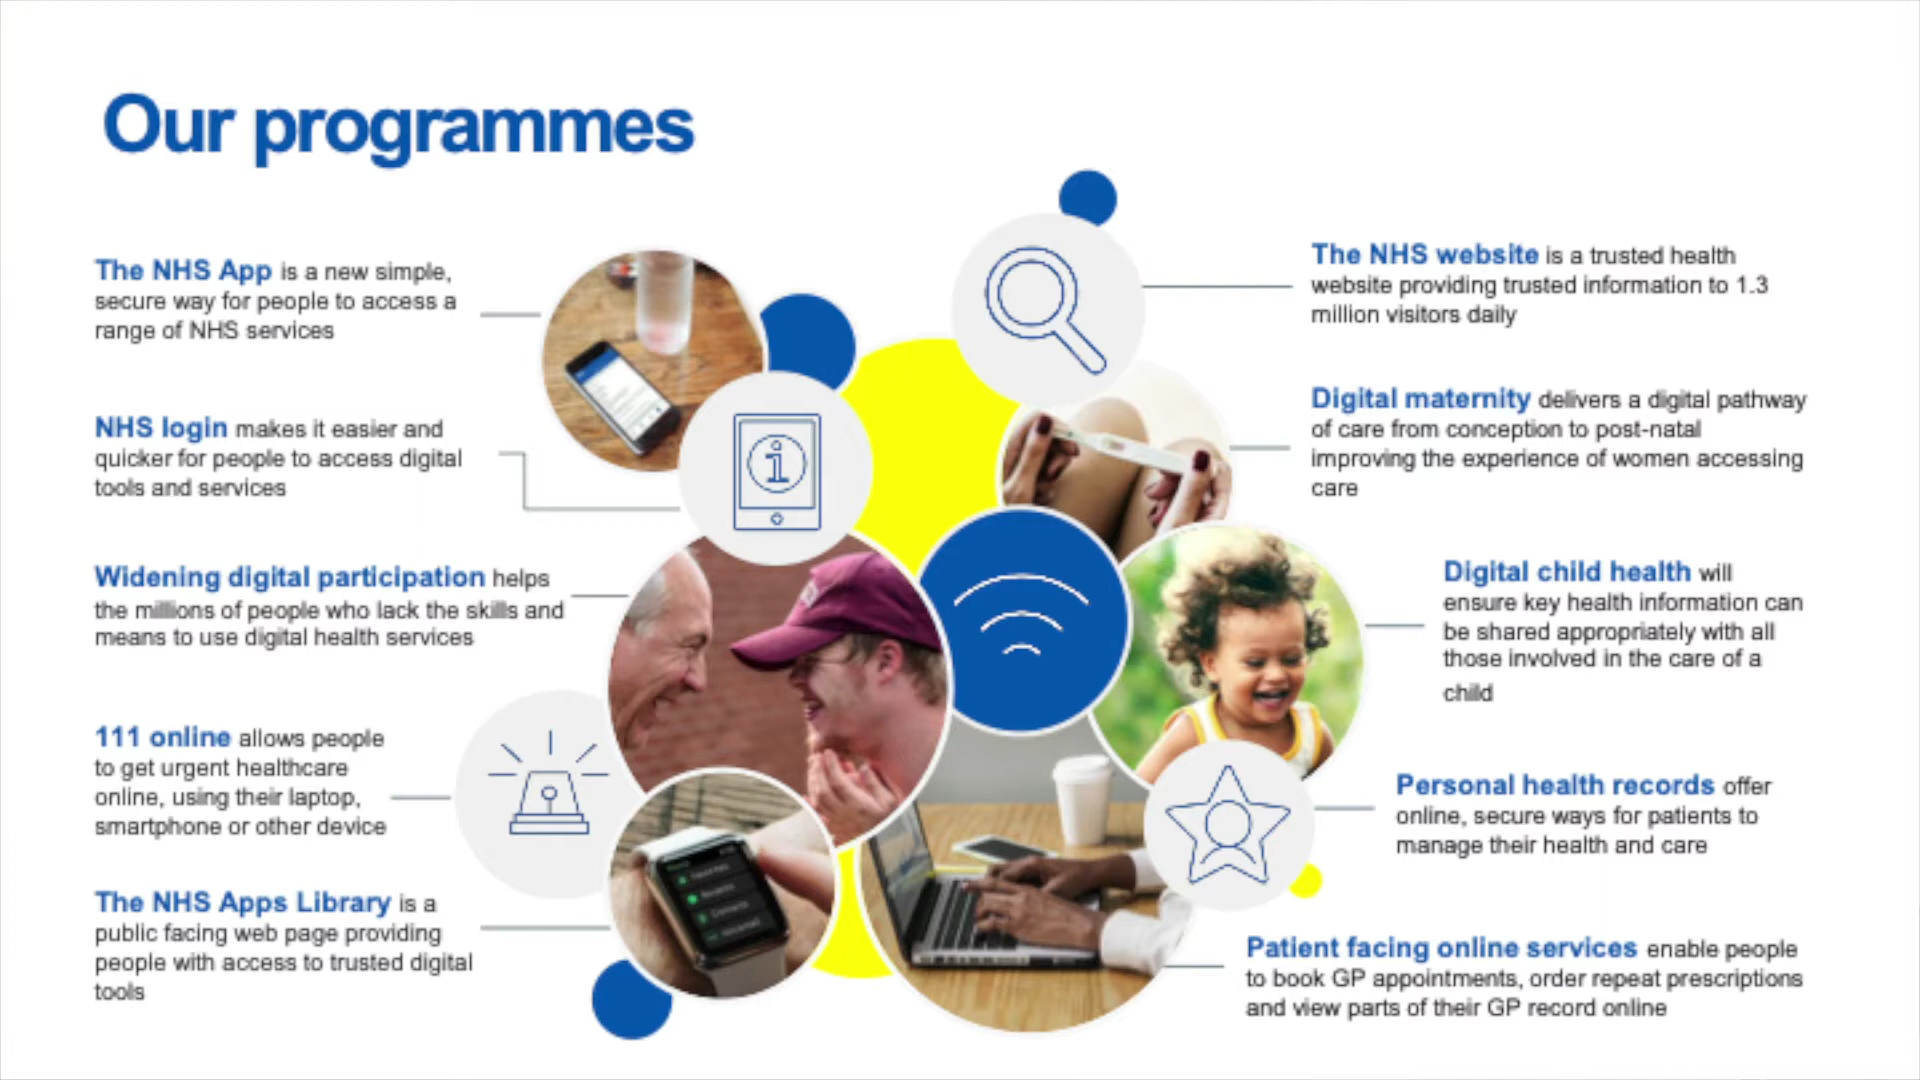 Our programmes
The NHS App is a new simple,
secure way for people to access a
range of NHS services
NHS login makes it easier and
quicker for people to access digital
tools and services
Widening digital participation helps
the millions of people who lack the skills and
means to use digital health services
111 online allows people
to get urgent healthcare
online, using their laptop,
smartphone or other device
The NHS Apps Library is a
public facing web page providing
people with access to trusted digital
tools
The NHS website is a trusted health
website providing trusted information to 1.3
million visitors daily
Digital maternity delivers a digital pathway
of care from conception to post-natal
improving the experience of women accessing
care
Digital child health will
ensure key health information can
be shared appropriately with all
those involved in the care of a
child
Personal health records offer
online, secure ways for patients to
manage their health and care
Patient facing online services enable people
to book GP appointments, order repeat prescriptions
and view parts of their GP record online